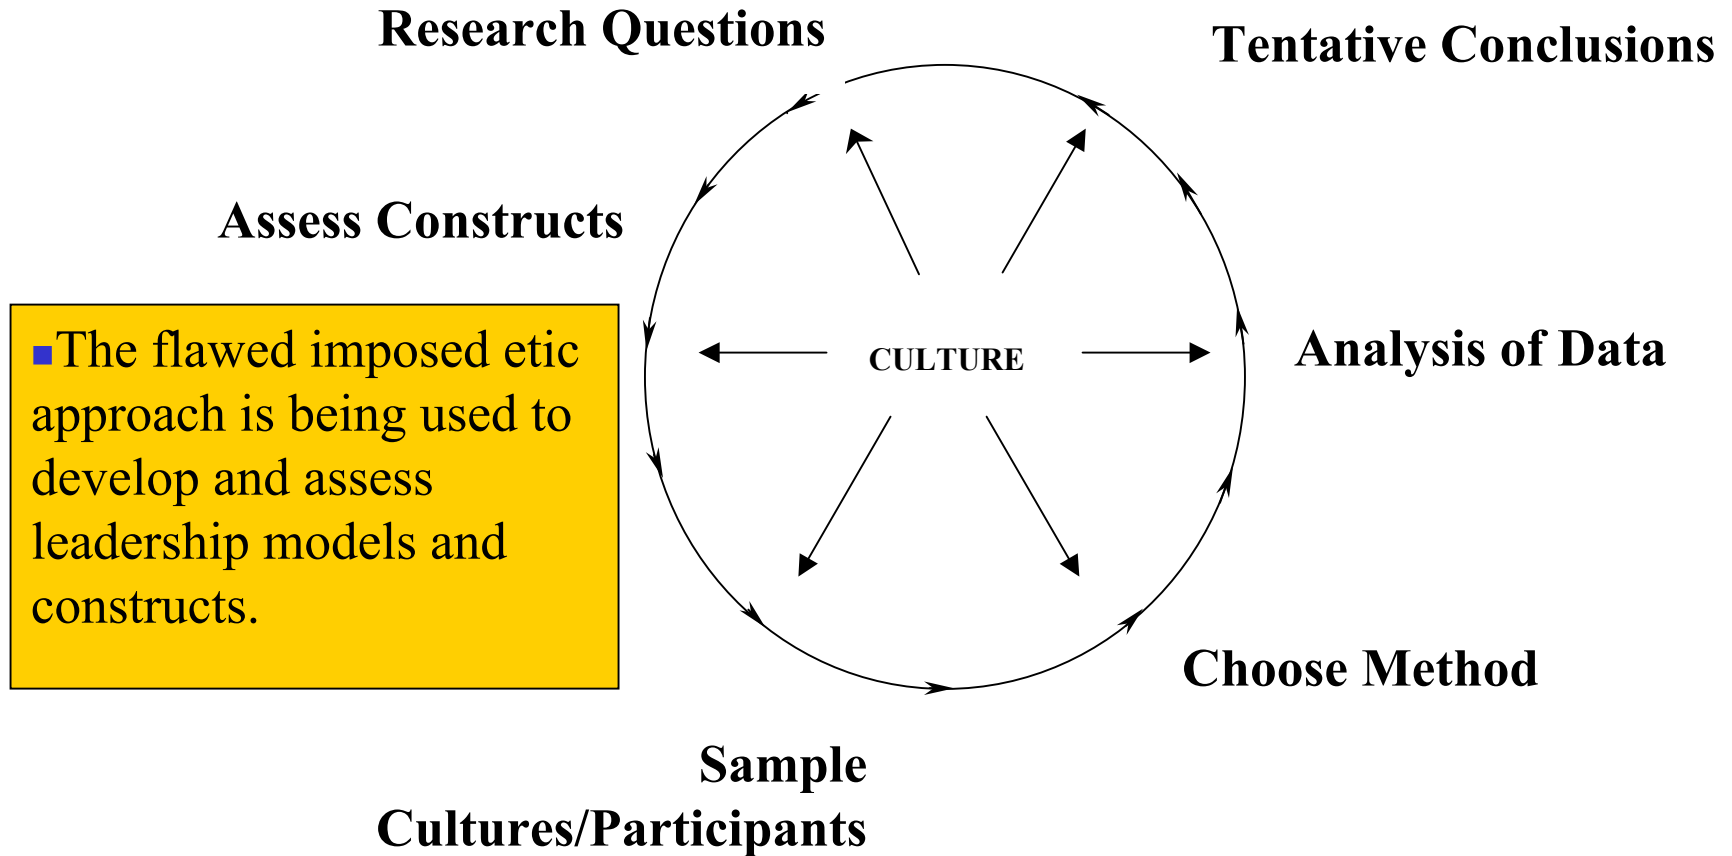 Research Questions
Tentative Conclusions
Assess Constructs
■The flawed imposed etic
approach is being used to
develop and assess
leadership models and
constructs.
CULTURE
Analysis of Data
Choose Method
Sample
Cultures/Participants